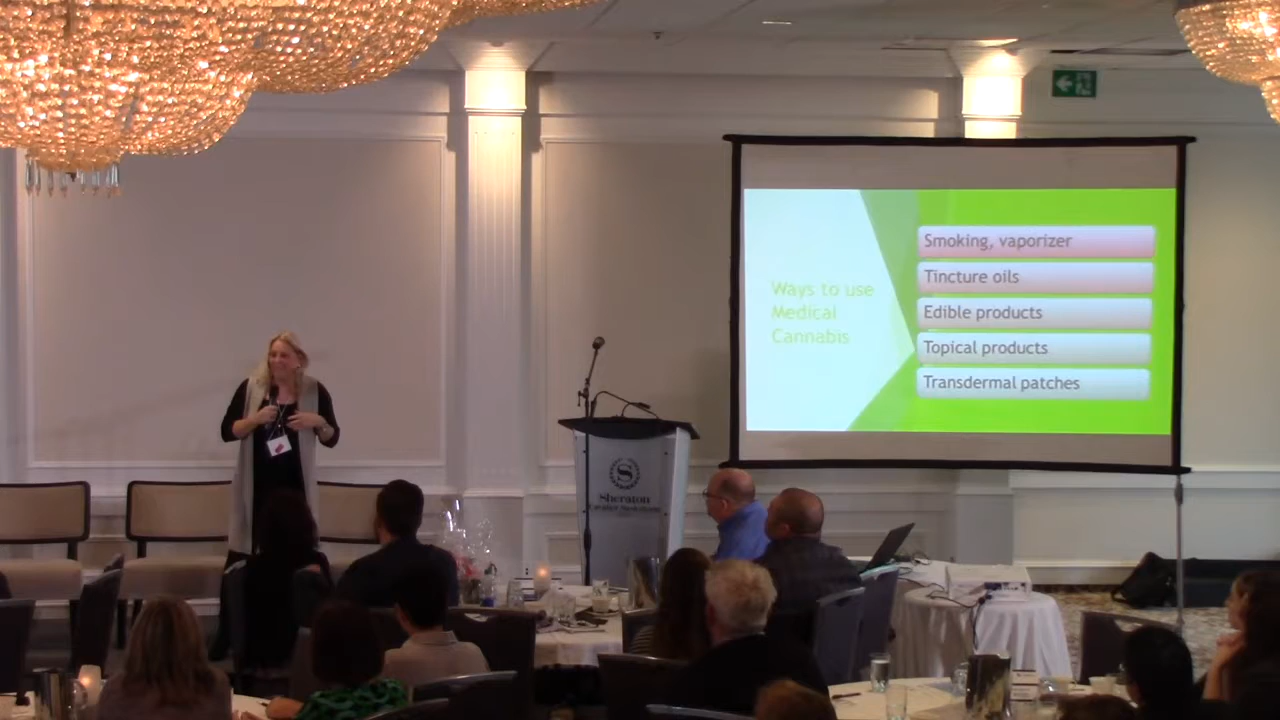 Ways to use
Medical
Cannabis
Smoking, vaporizer
Tincture oils
Edible products
Topical products
Transdermal patches
S
Sheraton